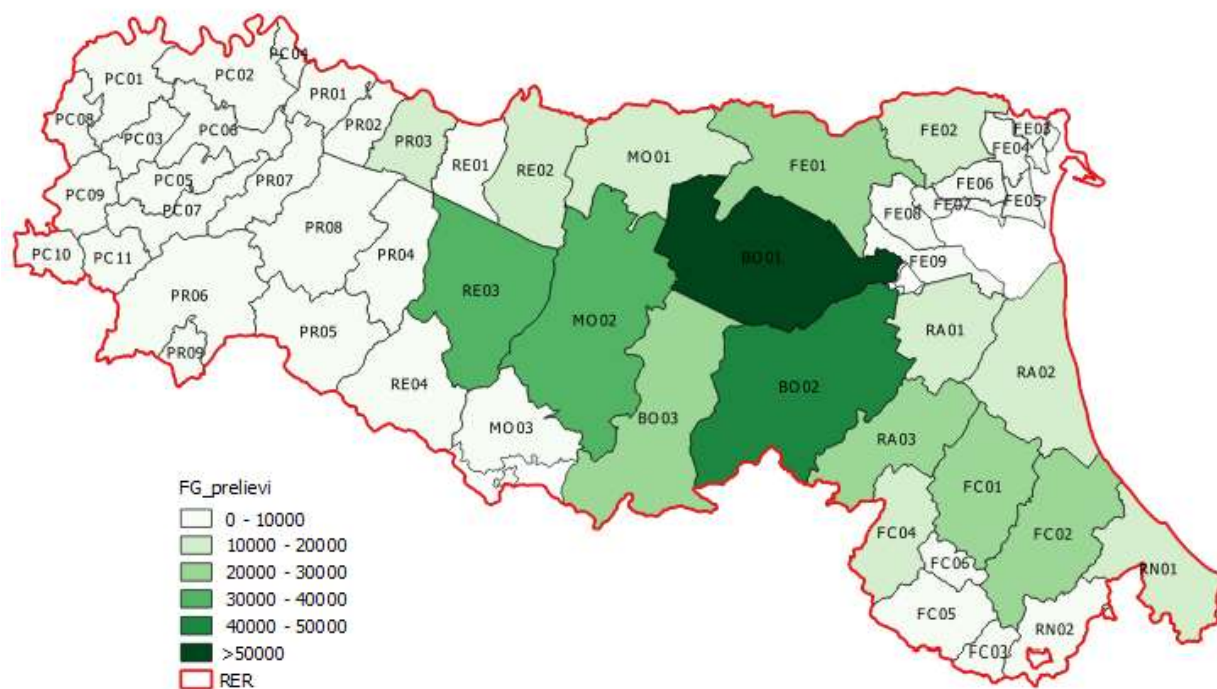 PC04
PC01
PC02
PR01
PC08
PC03
PC06
PR02
PR03
FE02
FE03
FE04
RE01
RE02
MO01
FE01
PC09
PC05
PR07
PC07
FE06
FE05
FE07
FE08
PC10
PC11
PR08
PR04
BO01
FE09
PR06
RE03
PR05
MO02
RA01
PR09
RE04
RA02
BO02
MO03
BO03
RA03
FG_prelievi
0 - 10000
10000 - 20000
20000 - 30000
30000 - 40000
40000 - 50000
>50000
RER
FC01
FC02
FC04
FC06
RN01
FC05
RN02
FC03